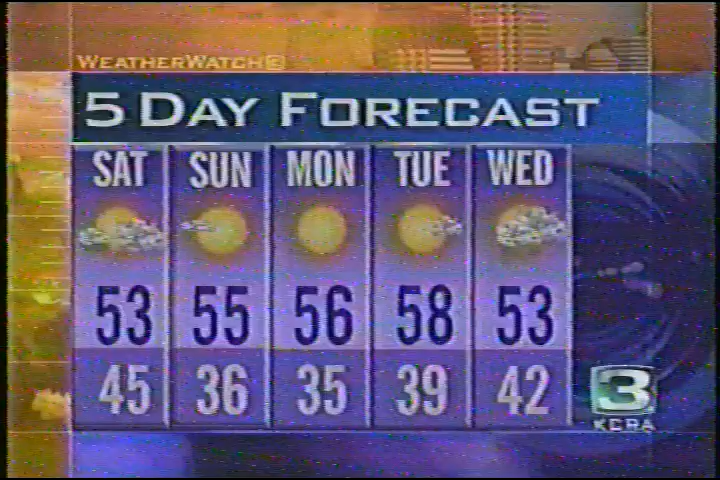 WEATHERWATCH3
5 DAY FORECAST
SAT SUN MON TUE WED
53 55 56 58 53
45 36 35 39 42
3
KCRA